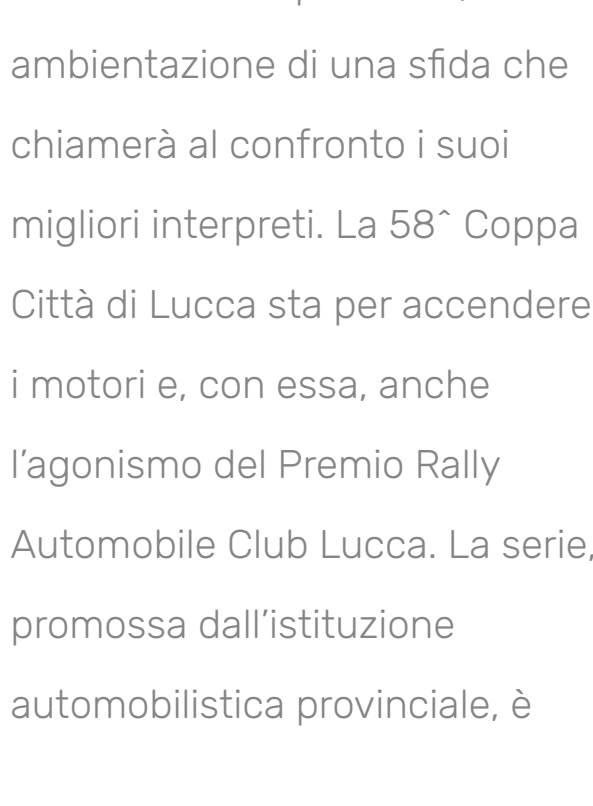 ambientazione di una sfida che
chiamerà al confronto i suoi
migliori interpreti. La 58^ Coppa
Città di Lucca sta per accendere
i motori e, con essa, anche
l’agonismo del Premio Rally
Automobile Club Lucca. La serie,
promossa dall’istituzione
automobilistica provinciale, è